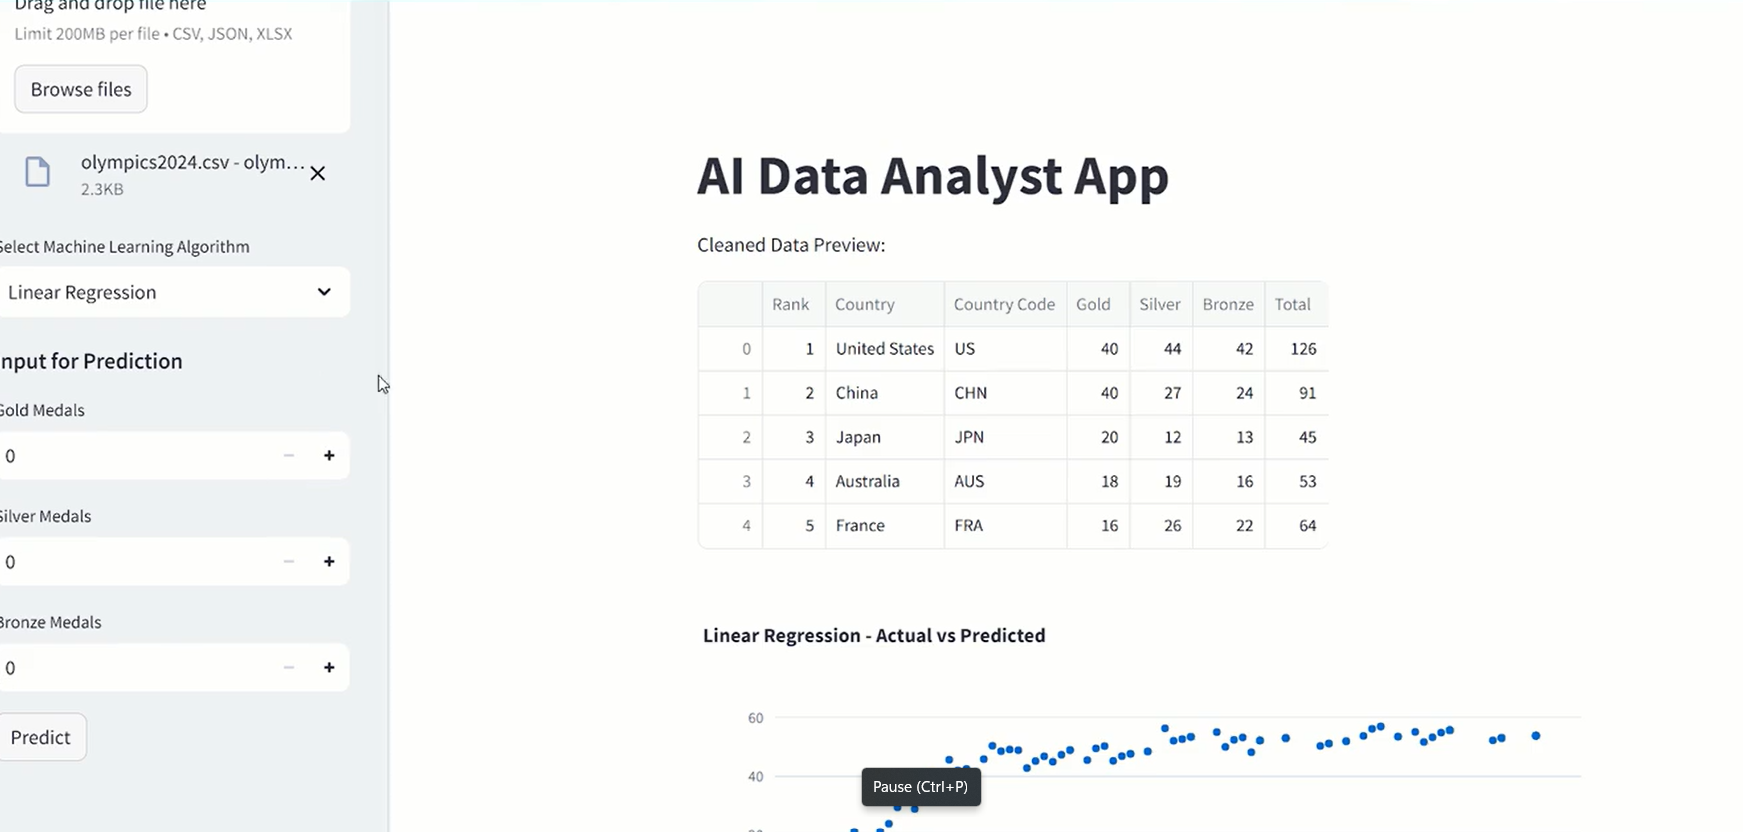 Drag and drop file here
Limit 200MB per file • CSV, JSON, XLSX
Browse files
olympics2024.csv - olym...
2.3KB
Select Machine Learning Algorithm
Linear Regression
Input for Prediction
Gold Medals
0
Silver Medals
0
Bronze Medals
0
Predict
AI Data Analyst App
Cleaned Data Preview:
Rank Country Country Code Gold Silver Bronze Total
0 1 United States US 40 44 42 126
1 2 China CHN 40 27 24 91
2 3 Japan JPN 20 12 13 45
3 4 Australia AUS 18 19 16 53
4 5 France FRA 16 26 22 64
Linear Regression - Actual vs Predicted
60
40
Pause (Ctrl+P)